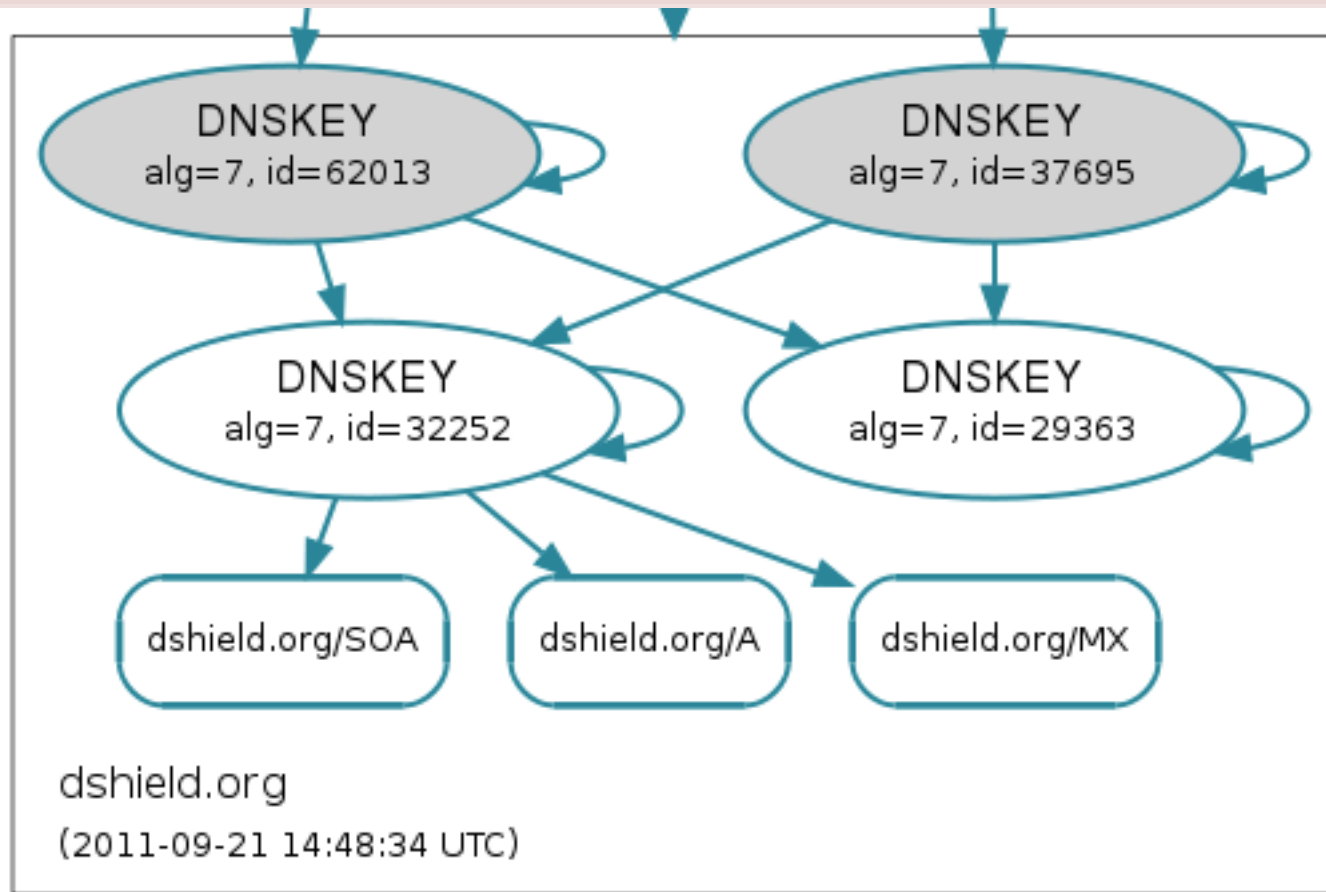 DNSKEY
alg=7, id=62013
DNSKEY
alg=7, id=37695
DNSKEY
alg=7, id=32252
DNSKEY
alg=7, id=29363
dshield.org/SOA
dshield.org/A
dshield.org/MX
dshield.org
(2011-09-21 14:48:34 UTC)